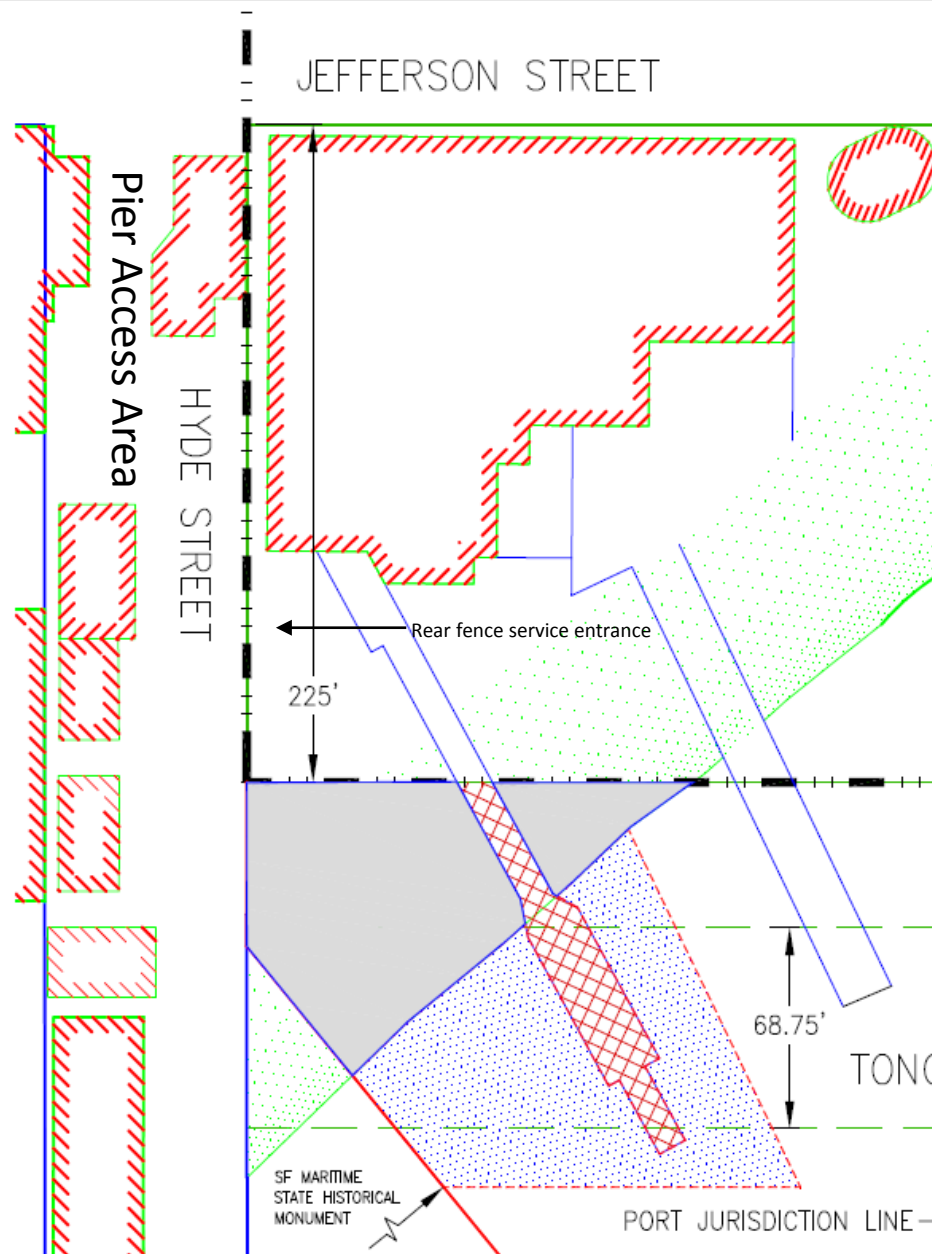 JEFFERSON STREET
Pier Access Area
HYDE STREET
Rear fence service entrance
225'
68.75'
TONG
SF MARITIME
STATE HISTORICAL
MONUMENT
PORT JURISDICTION LINE